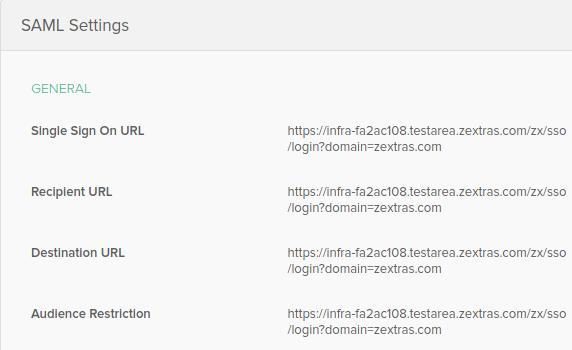 SAML Settings
GENERAL
Single Sign On URL
https://infra-fa2ac108.testarea.zextras.com/zx/sso
/login?domain=zextras.com
Recipient URL
https://infra-fa2ac108.testarea.zextras.com/zx/sso
/login?domain=zextras.com
Destination URL
https://infra-fa2ac108.testarea.zextras.com/zx/sso
/login?domain=zextras.com
Audience Restriction
https://infra-fa2ac108.testarea.zextras.com/zx/sso
/login?domain=zextras.com